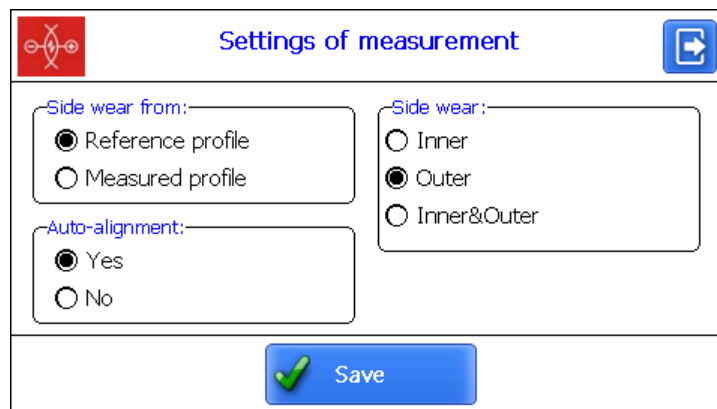 Settings of measurement
Side wear from:
Reference profile
Measured profile
Auto-alignment:
Yes
No
Side wear:
Inner
Outer
Inner&Outer
Save